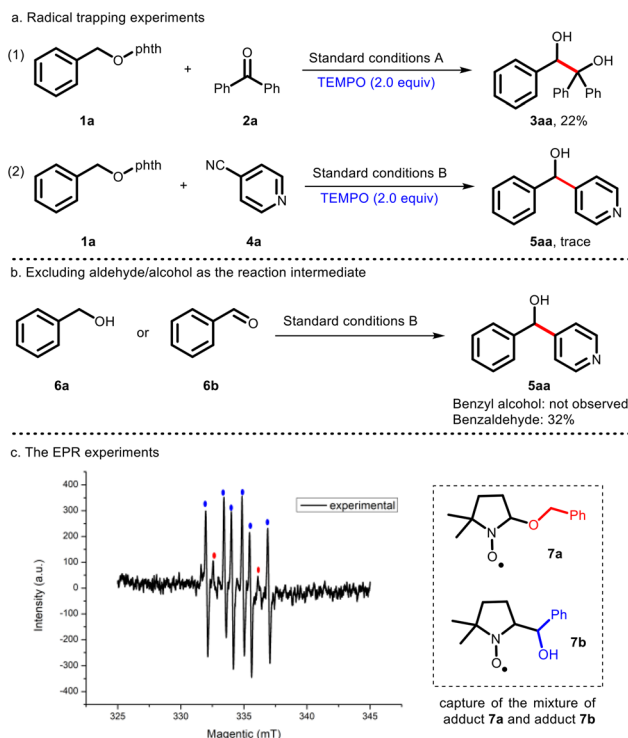 a. Radical trapping experiments
(1)
O
phth
1a
+
O
Ph
Ph
2a
Standard conditions A
TEMPO (2.0 equiv)
OH
OH
Ph
Ph
3aa, 22%
(2)
O
phth
1a
+
NC
N
4a
Standard conditions B
TEMPO (2.0 equiv)
OH
N
5aa, trace
b. Excluding aldehyde/alcohol as the reaction intermediate
OH
6a
or
O
6b
Standard conditions B
OH
N
5aa
Benzyl alcohol: not observed
Benzaldehyde: 32%
c. The EPR experiments
Intensity (a.u.)
400
300
200
100
0
-100
-200
-300
-400
experimental
325
330
335
340
345
Magentic (mT)
N
O
O
Ph
7a
N
O
Ph
OH
7b
capture of the mixture of
adduct 7a and adduct 7b